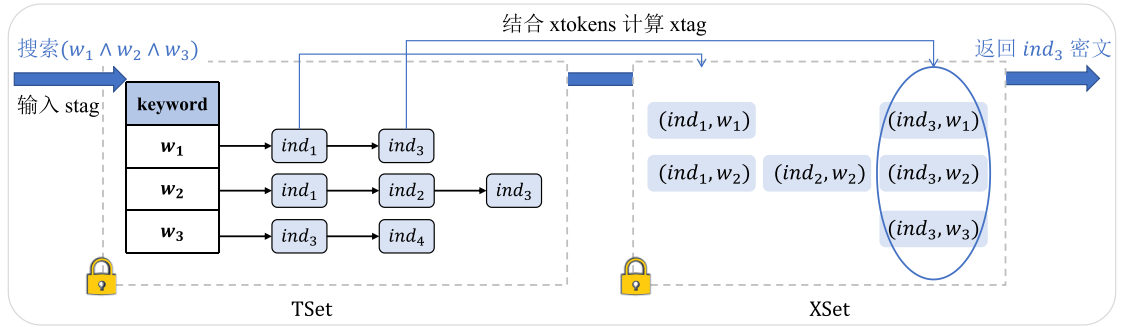 结合 xtokens 计算 xtag
搜索(w₁ ∧ w₂ ∧ w₃)
返回 ind₃ 密文
输入 stag
keyword
w₁
ind₁
ind₃
w₂
ind₁
ind₂
ind₃
w₃
ind₃
ind₄
(ind₁, w₁)
(ind₃, w₁)
(ind₁, w₂)
(ind₂, w₂)
(ind₃, w₂)
(ind₃, w₃)
TSet
XSet